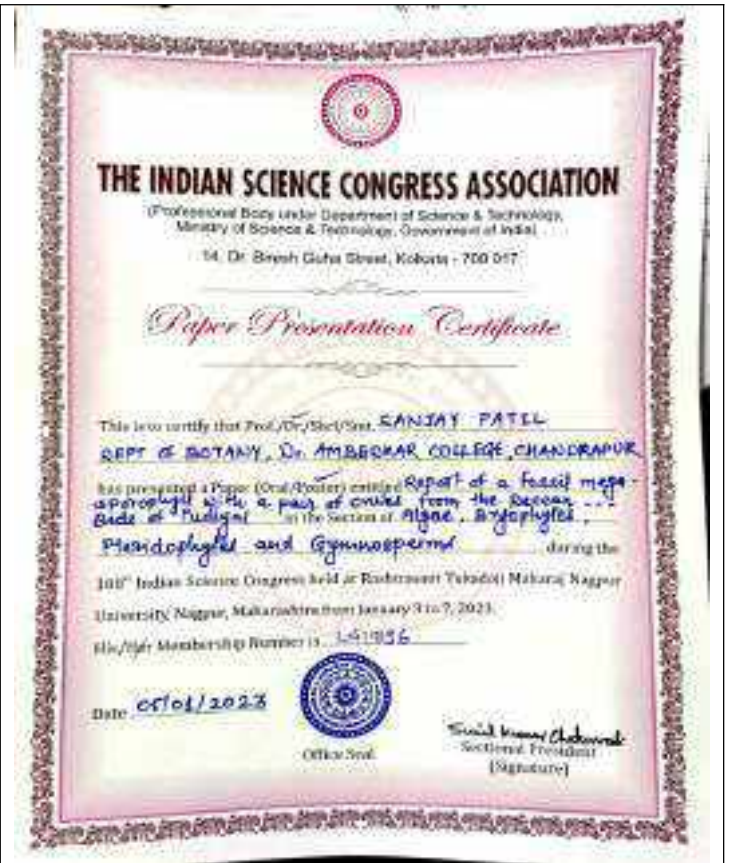 THE INDIAN SCIENCE CONGRESS ASSOCIATION
(Professional Body under Department of Science & Technology,
Ministry of Science & Technology, Government of India)
14, Dr. Biresh Guha Street, Kolkata - 700 017
Paper Presentation Certificate
This is to certify that Prof./Dr./Shri/Smt. SANJAY PATIL
DEPT OF BOTANY, Dr. AMBEDKAR COLLEGE, CHANDRAPUR
has presented a Paper (Oral/Poster) entitled Report of a fossil mega-
sporophyll with a pair of ovules from the Deccan ---
Beds of in the Section of Algae, Bryophytes,
Pteridophytes and Gymnosperms during the
108th Indian Science Congress held at Rashtrasant Tukadoji Maharaj Nagpur
University, Nagpur, Maharashtra from January 3 to 7, 2023.
His/Her Membership Number is
Date 05/01/2023
Office Seal
Sectional President
(Signature)